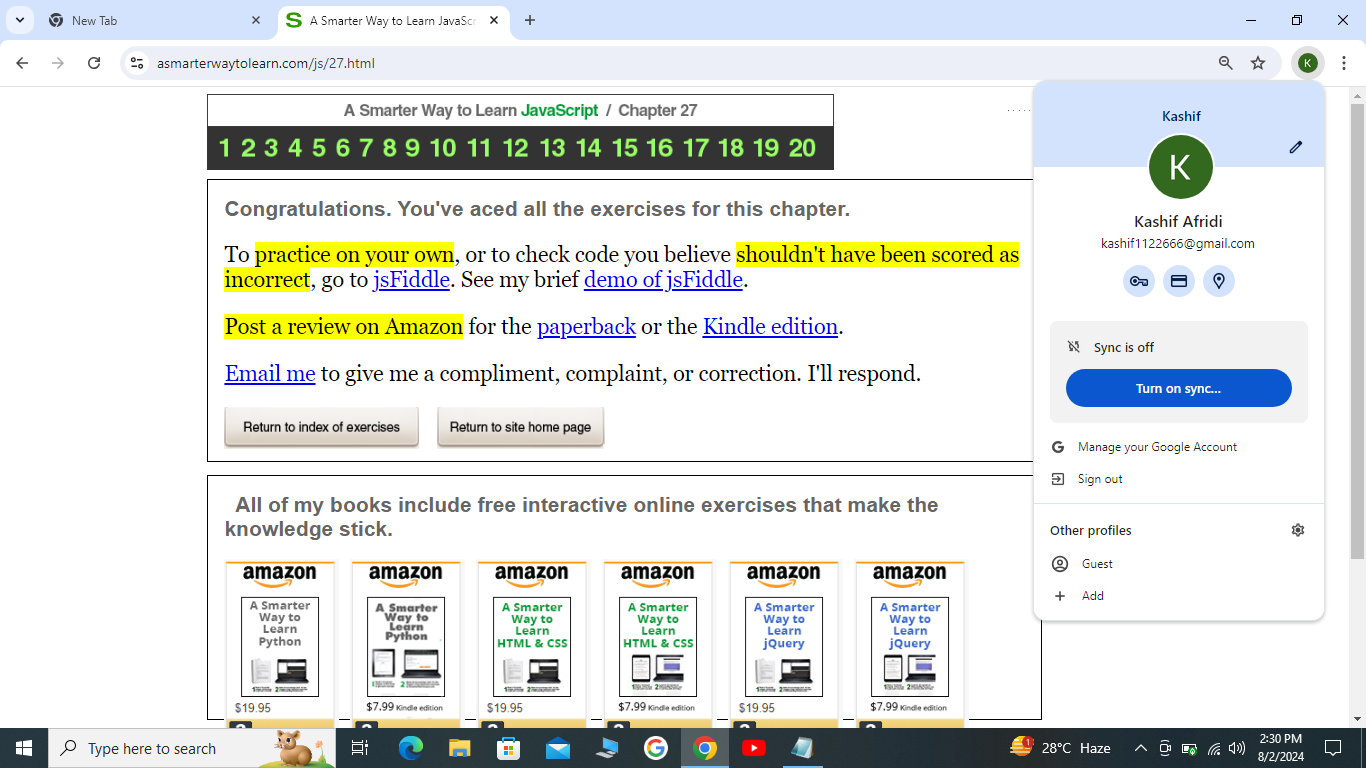 New Tab
A Smarter Way to Learn JavaScr
asmarterwaytolearn.com/js/27.html
K
A Smarter Way to Learn JavaScript / Chapter 27
1 2 3 4 5 6 7 8 9 10 11 12 13 14 15 16 17 18 19 20
Congratulations. You've aced all the exercises for this chapter.
To practice on your own, or to check code you believe shouldn't have been scored as
incorrect, go to jsFiddle. See my brief demo of jsFiddle.
Post a review on Amazon for the paperback or the Kindle edition.
Email me to give me a compliment, complaint, or correction. I'll respond.
Return to index of exercises
Return to site home page
All of my books include free interactive online exercises that make the
knowledge stick.
amazon
A Smarter
Way to
Learn
Python
$19.95
amazon
A Smarter
Way to
Learn
Python
$7.99 Kindle edition
amazon
A Smarter
Way to
Learn
HTML & CSS
$19.95
amazon
A Smarter
Way to
Learn
HTML & CSS
$7.99 Kindle edition
amazon
A Smarter
Way to
Learn
jQuery
$19.95
amazon
A Smarter
Way to
Learn
jQuery
$7.99 Kindle edition
Kashif
K
Kashif Afridi
kashif1122666@gmail.com
Sync is off
Turn on sync...
Manage your Google Account
Sign out
Other profiles
Guest
Add
Type here to search
1
28°C Haze
2:30 PM
8/2/2024